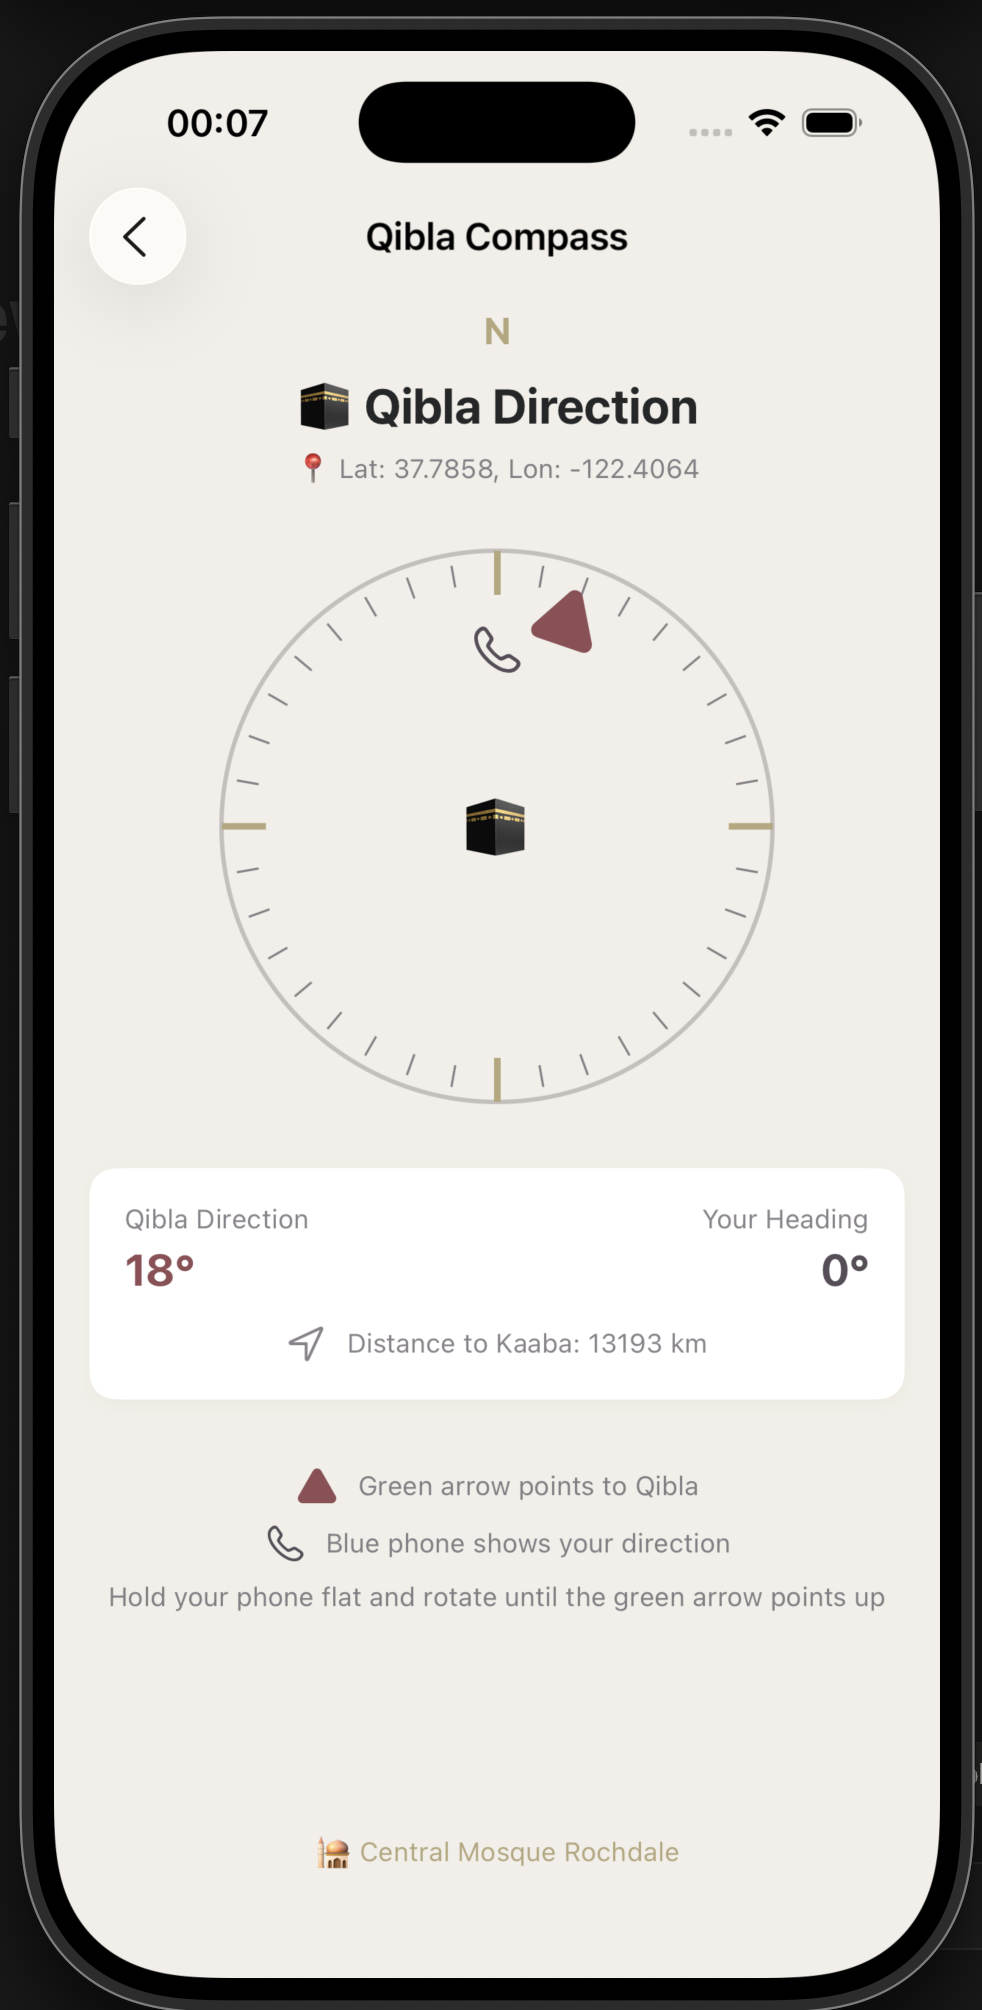 00:07
Qibla Compass
N
Qibla Direction
Lat: 37.7858, Lon: -122.4064
Qibla Direction
Your Heading
18°
0°
Distance to Kaaba: 13193 km
Green arrow points to Qibla
Blue phone shows your direction
Hold your phone flat and rotate until the green arrow points up
Central Mosque Rochdale